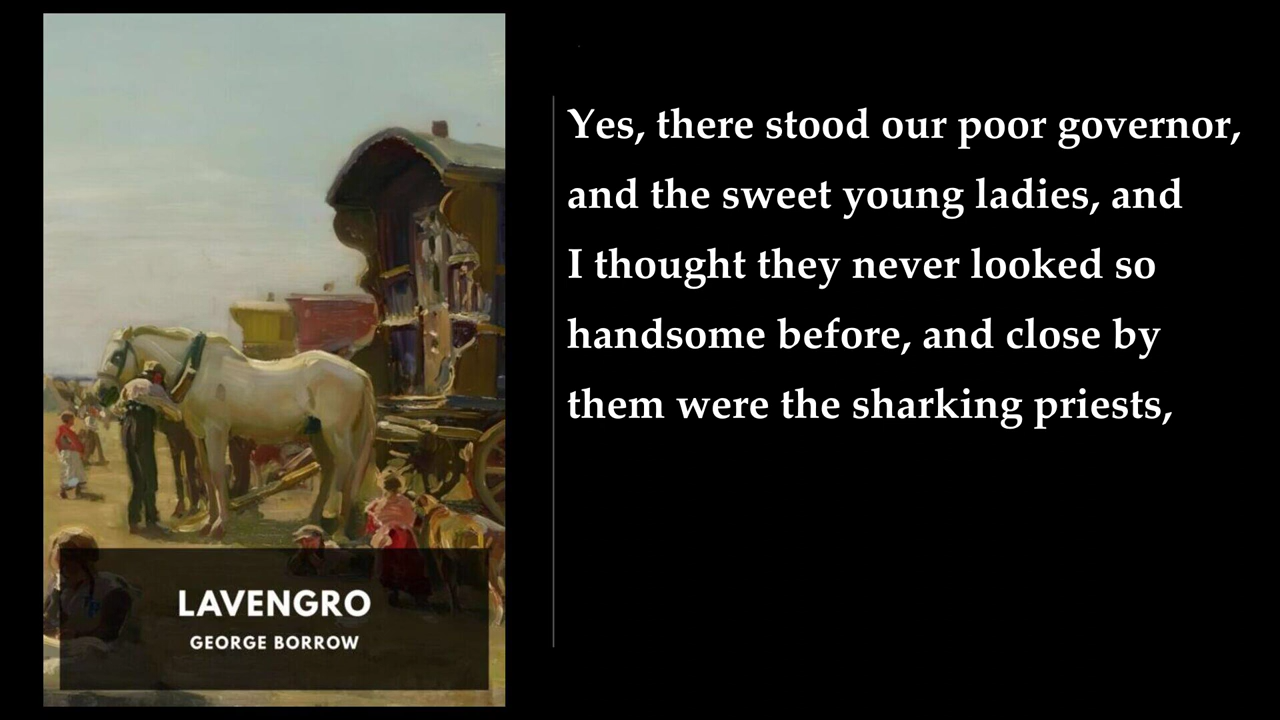 LAVENGRO
GEORGE BORROW
Yes, there stood our poor governor,
and the sweet young ladies, and
I thought they never looked so
handsome before, and close by
them were the sharking priests,